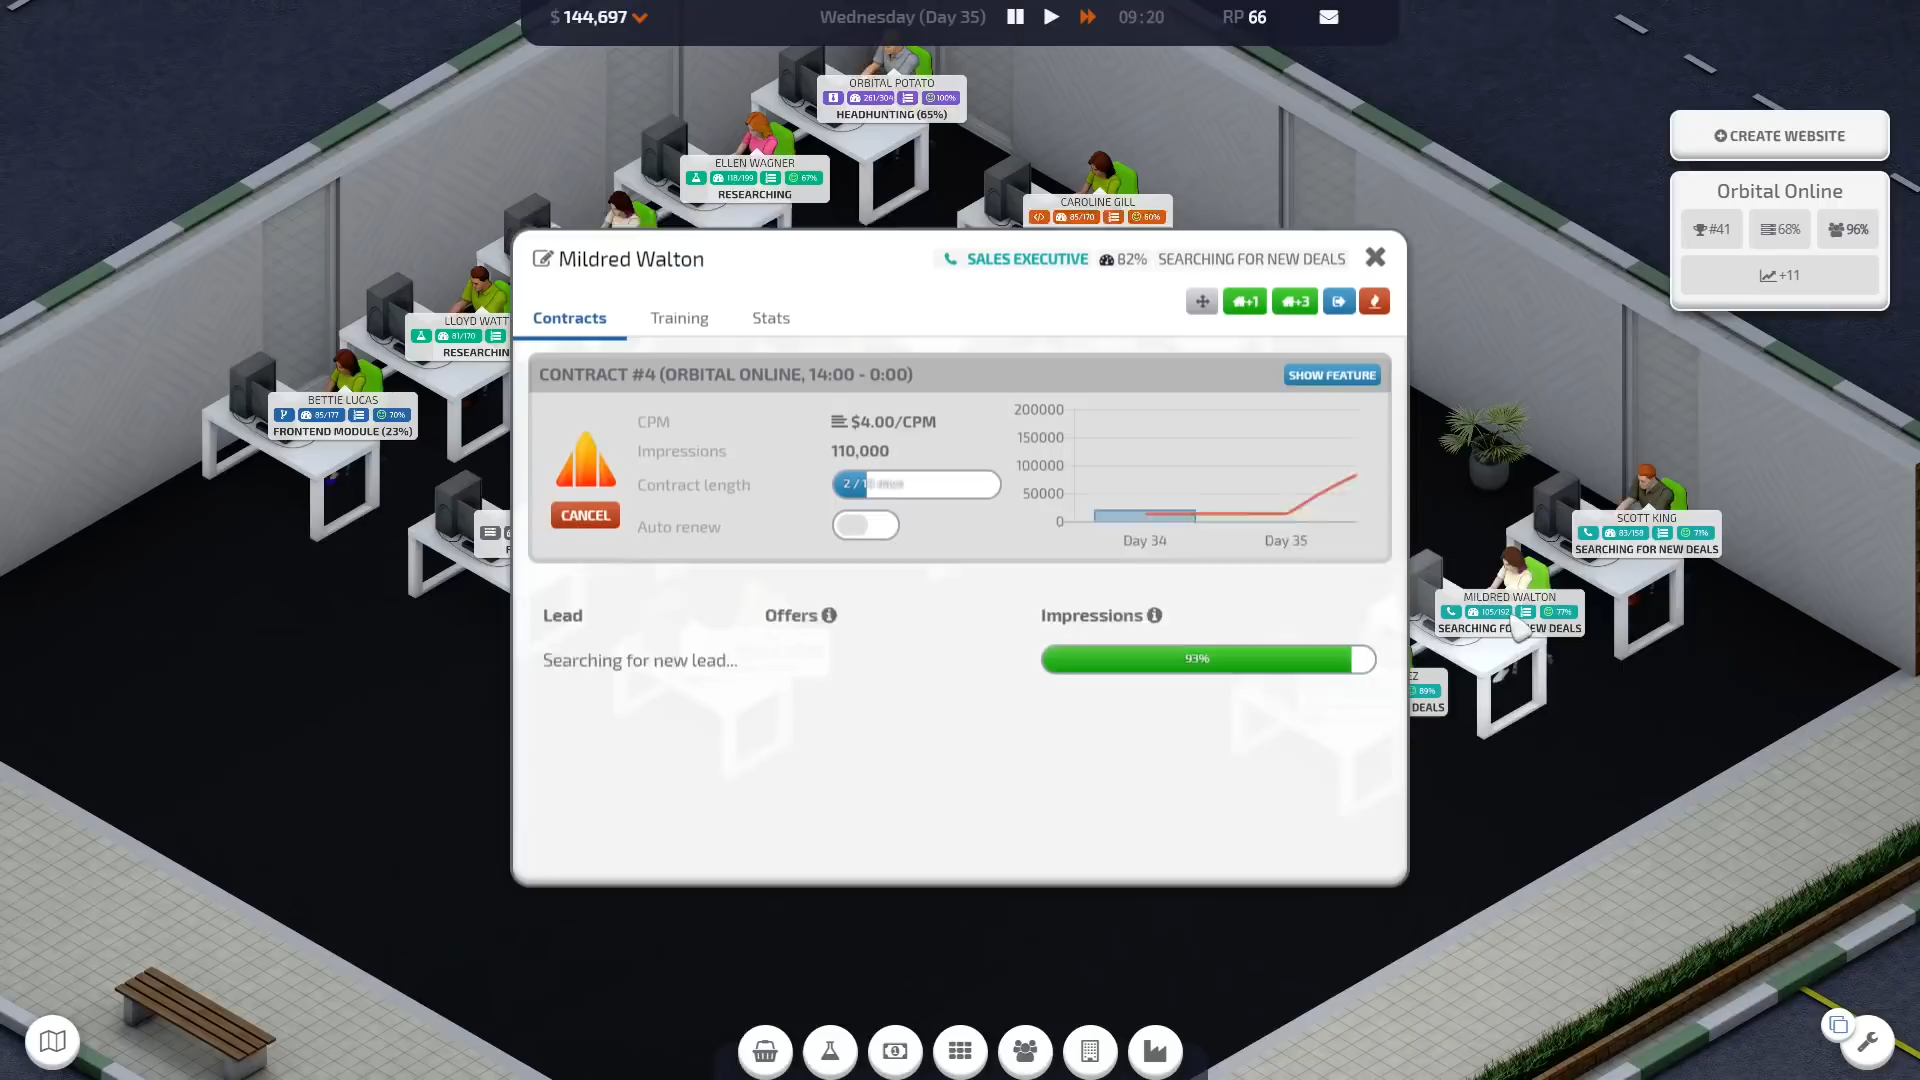 $ 144,697
Wednesday (Day 35)
09:20
RP 66
ORBITAL POTATO
261/304
100%
HEADHUNTING (65%)
ELLEN WAGNER
118/199
67%
RESEARCHING
CAROLINE GILL
85/170
60%
LLOYD WATT
81/170
RESEARCHIN
BETTIE LUCAS
85/177
70%
FRONTEND MODULE (23%)
CREATE WEBSITE
Orbital Online
#41
68%
96%
+11
Mildred Walton
SALES EXECUTIVE
82%
SEARCHING FOR NEW DEALS
+1
+3
Contracts
Training
Stats
CONTRACT #4 (ORBITAL ONLINE, 14:00 - 0:00)
SHOW FEATURE
CPM
$4.00/CPM
Impressions
110,000
Contract length
Auto renew
CANCEL
200000
150000
100000
50000
0
Day 34
Day 35
Lead
Offers
Impressions
Searching for new lead...
93%
SCOTT KING
83/158
71%
SEARCHING FOR NEW DEALS
MILDRED WALTON
105/192
77%
SEARCHING FOR NEW DEALS
EZ
89%
DEALS